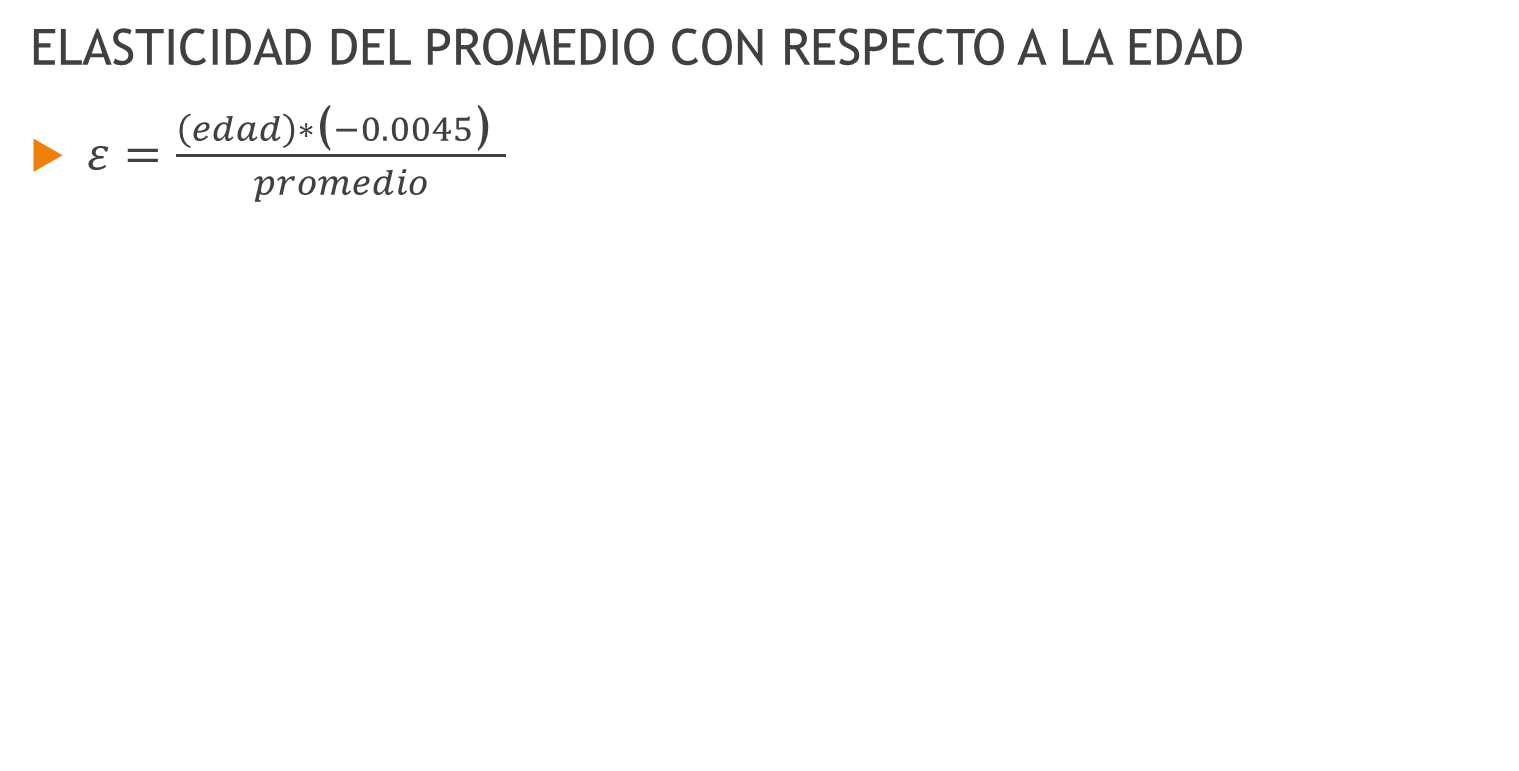 ELASTICIDAD DEL PROMEDIO CON RESPECTO A LA EDAD
ε = (edad)*(−0.0045)
promedio